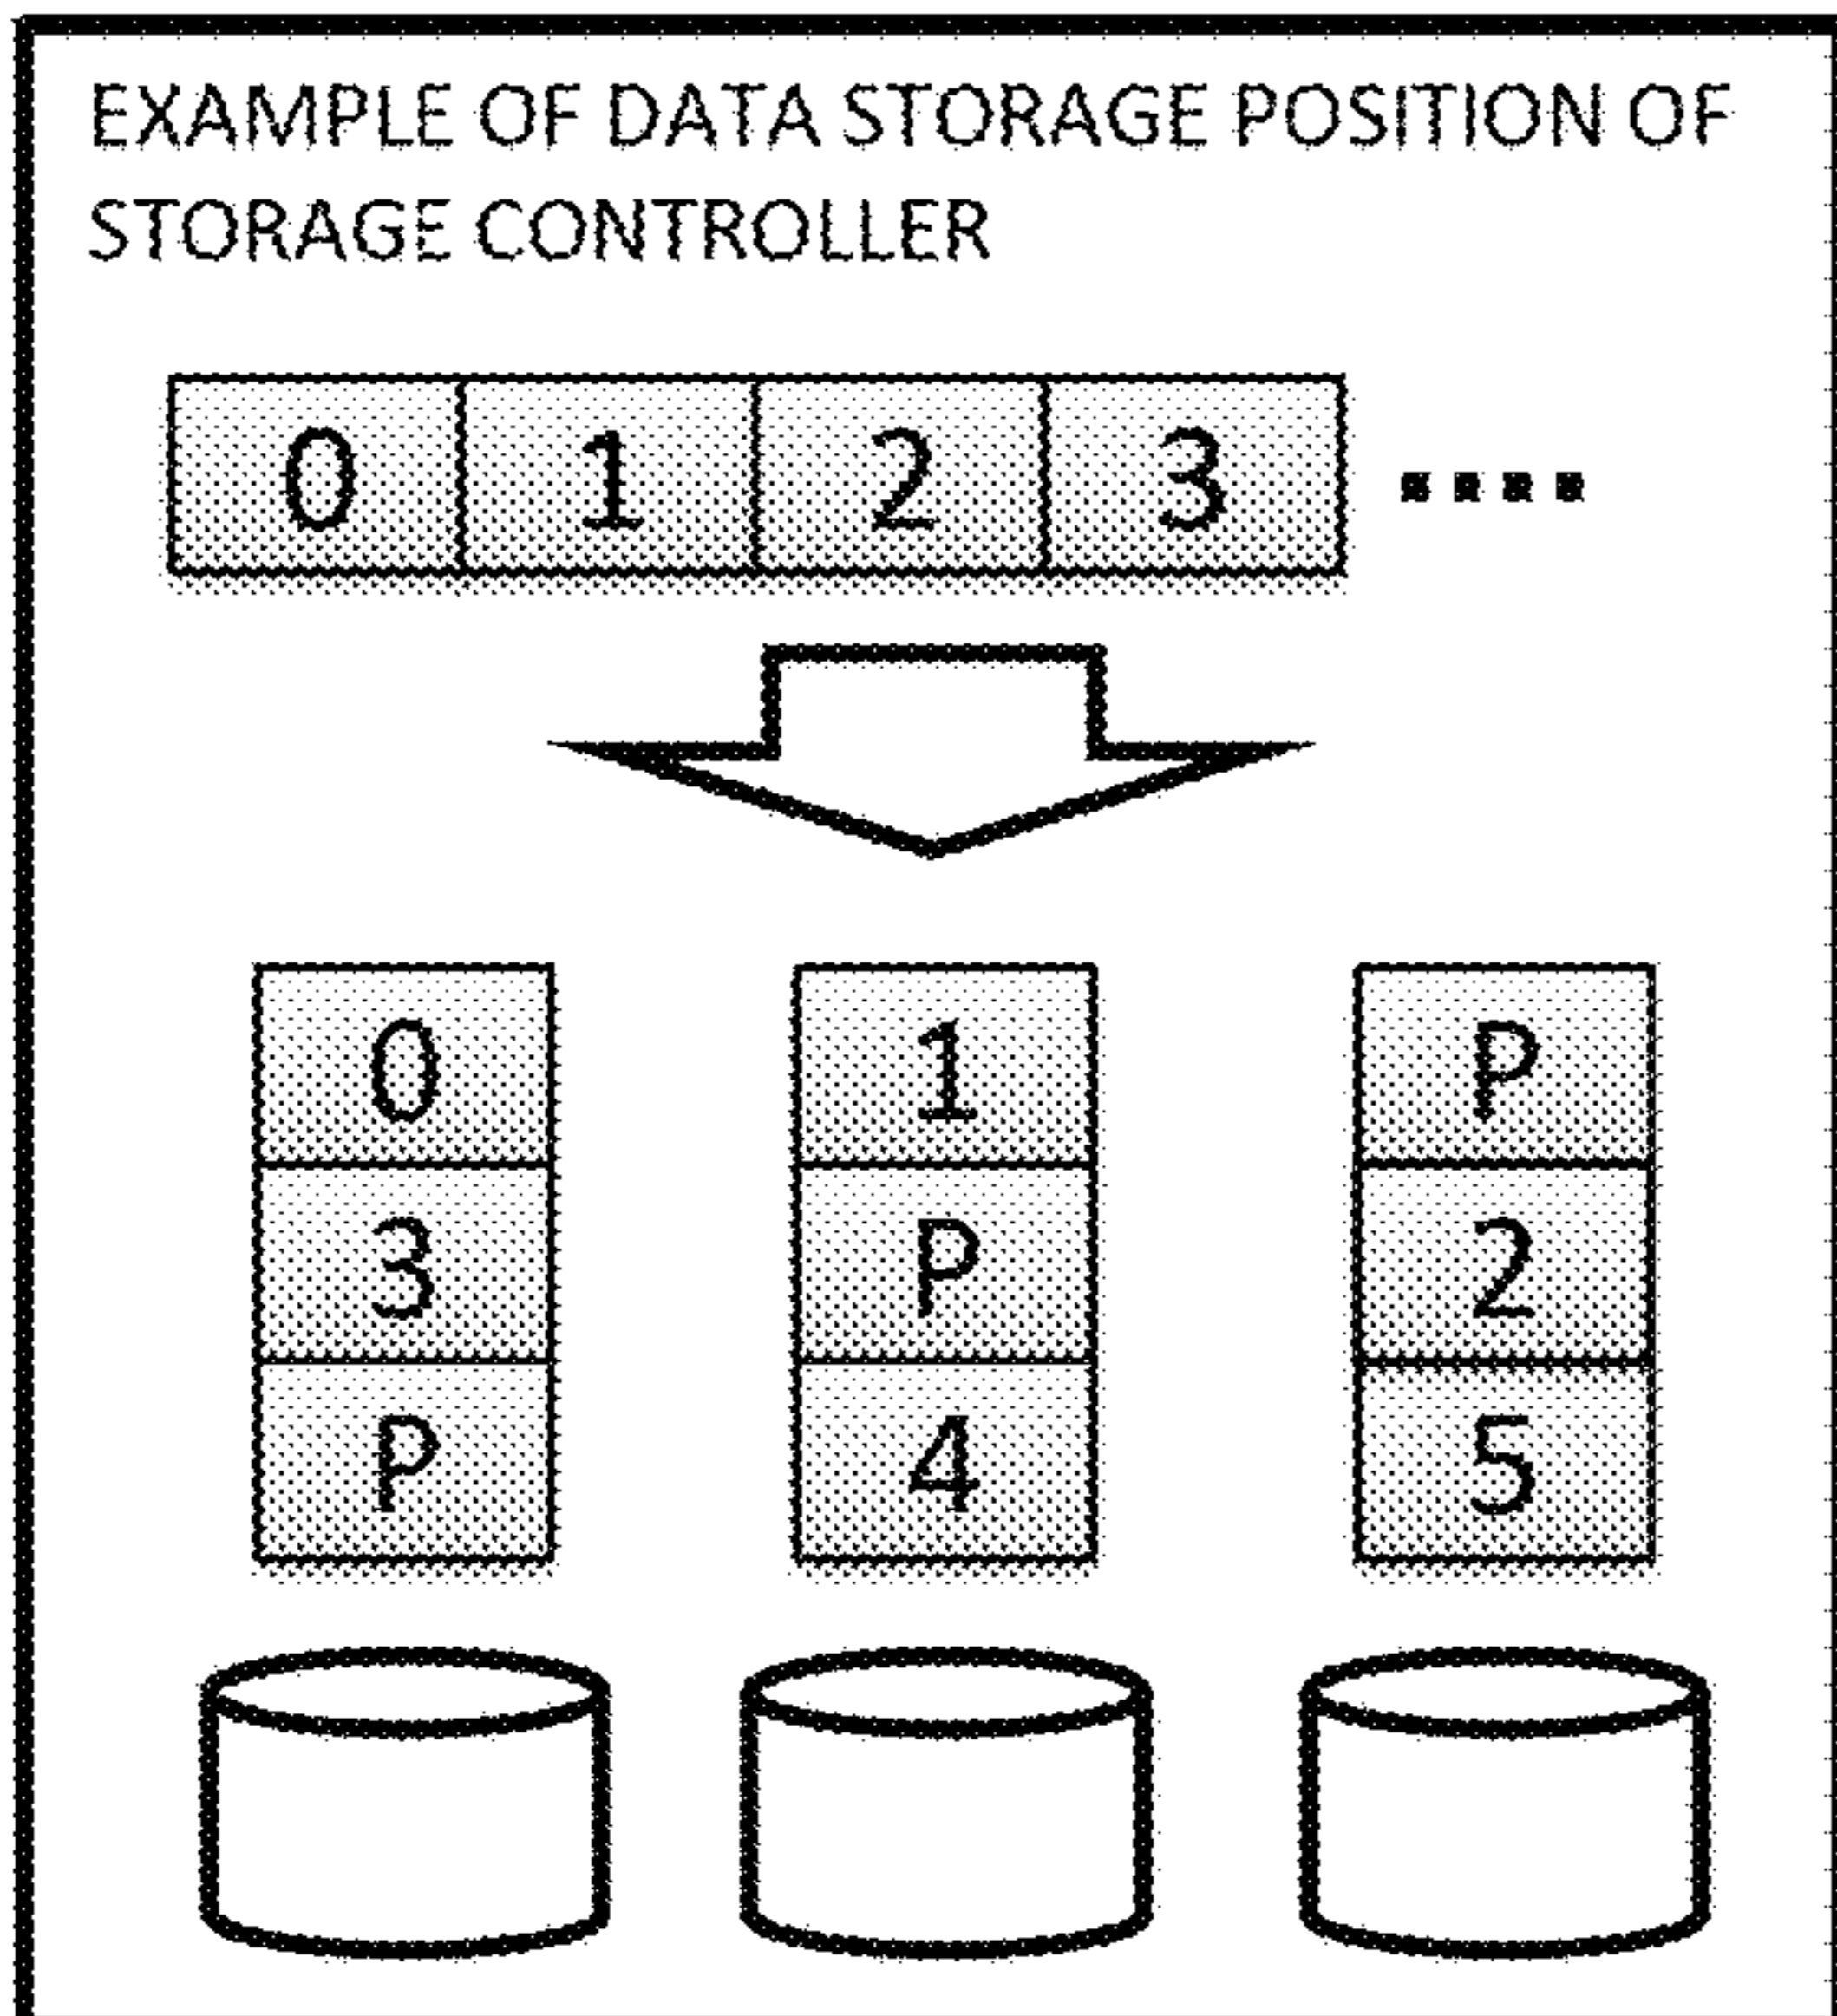 EXAMPLE OF DATA STORAGE POSITION OF
STORAGE CONTROLLER
0 1 2 3 ....
0 1 P
3 P 2
P 4 5